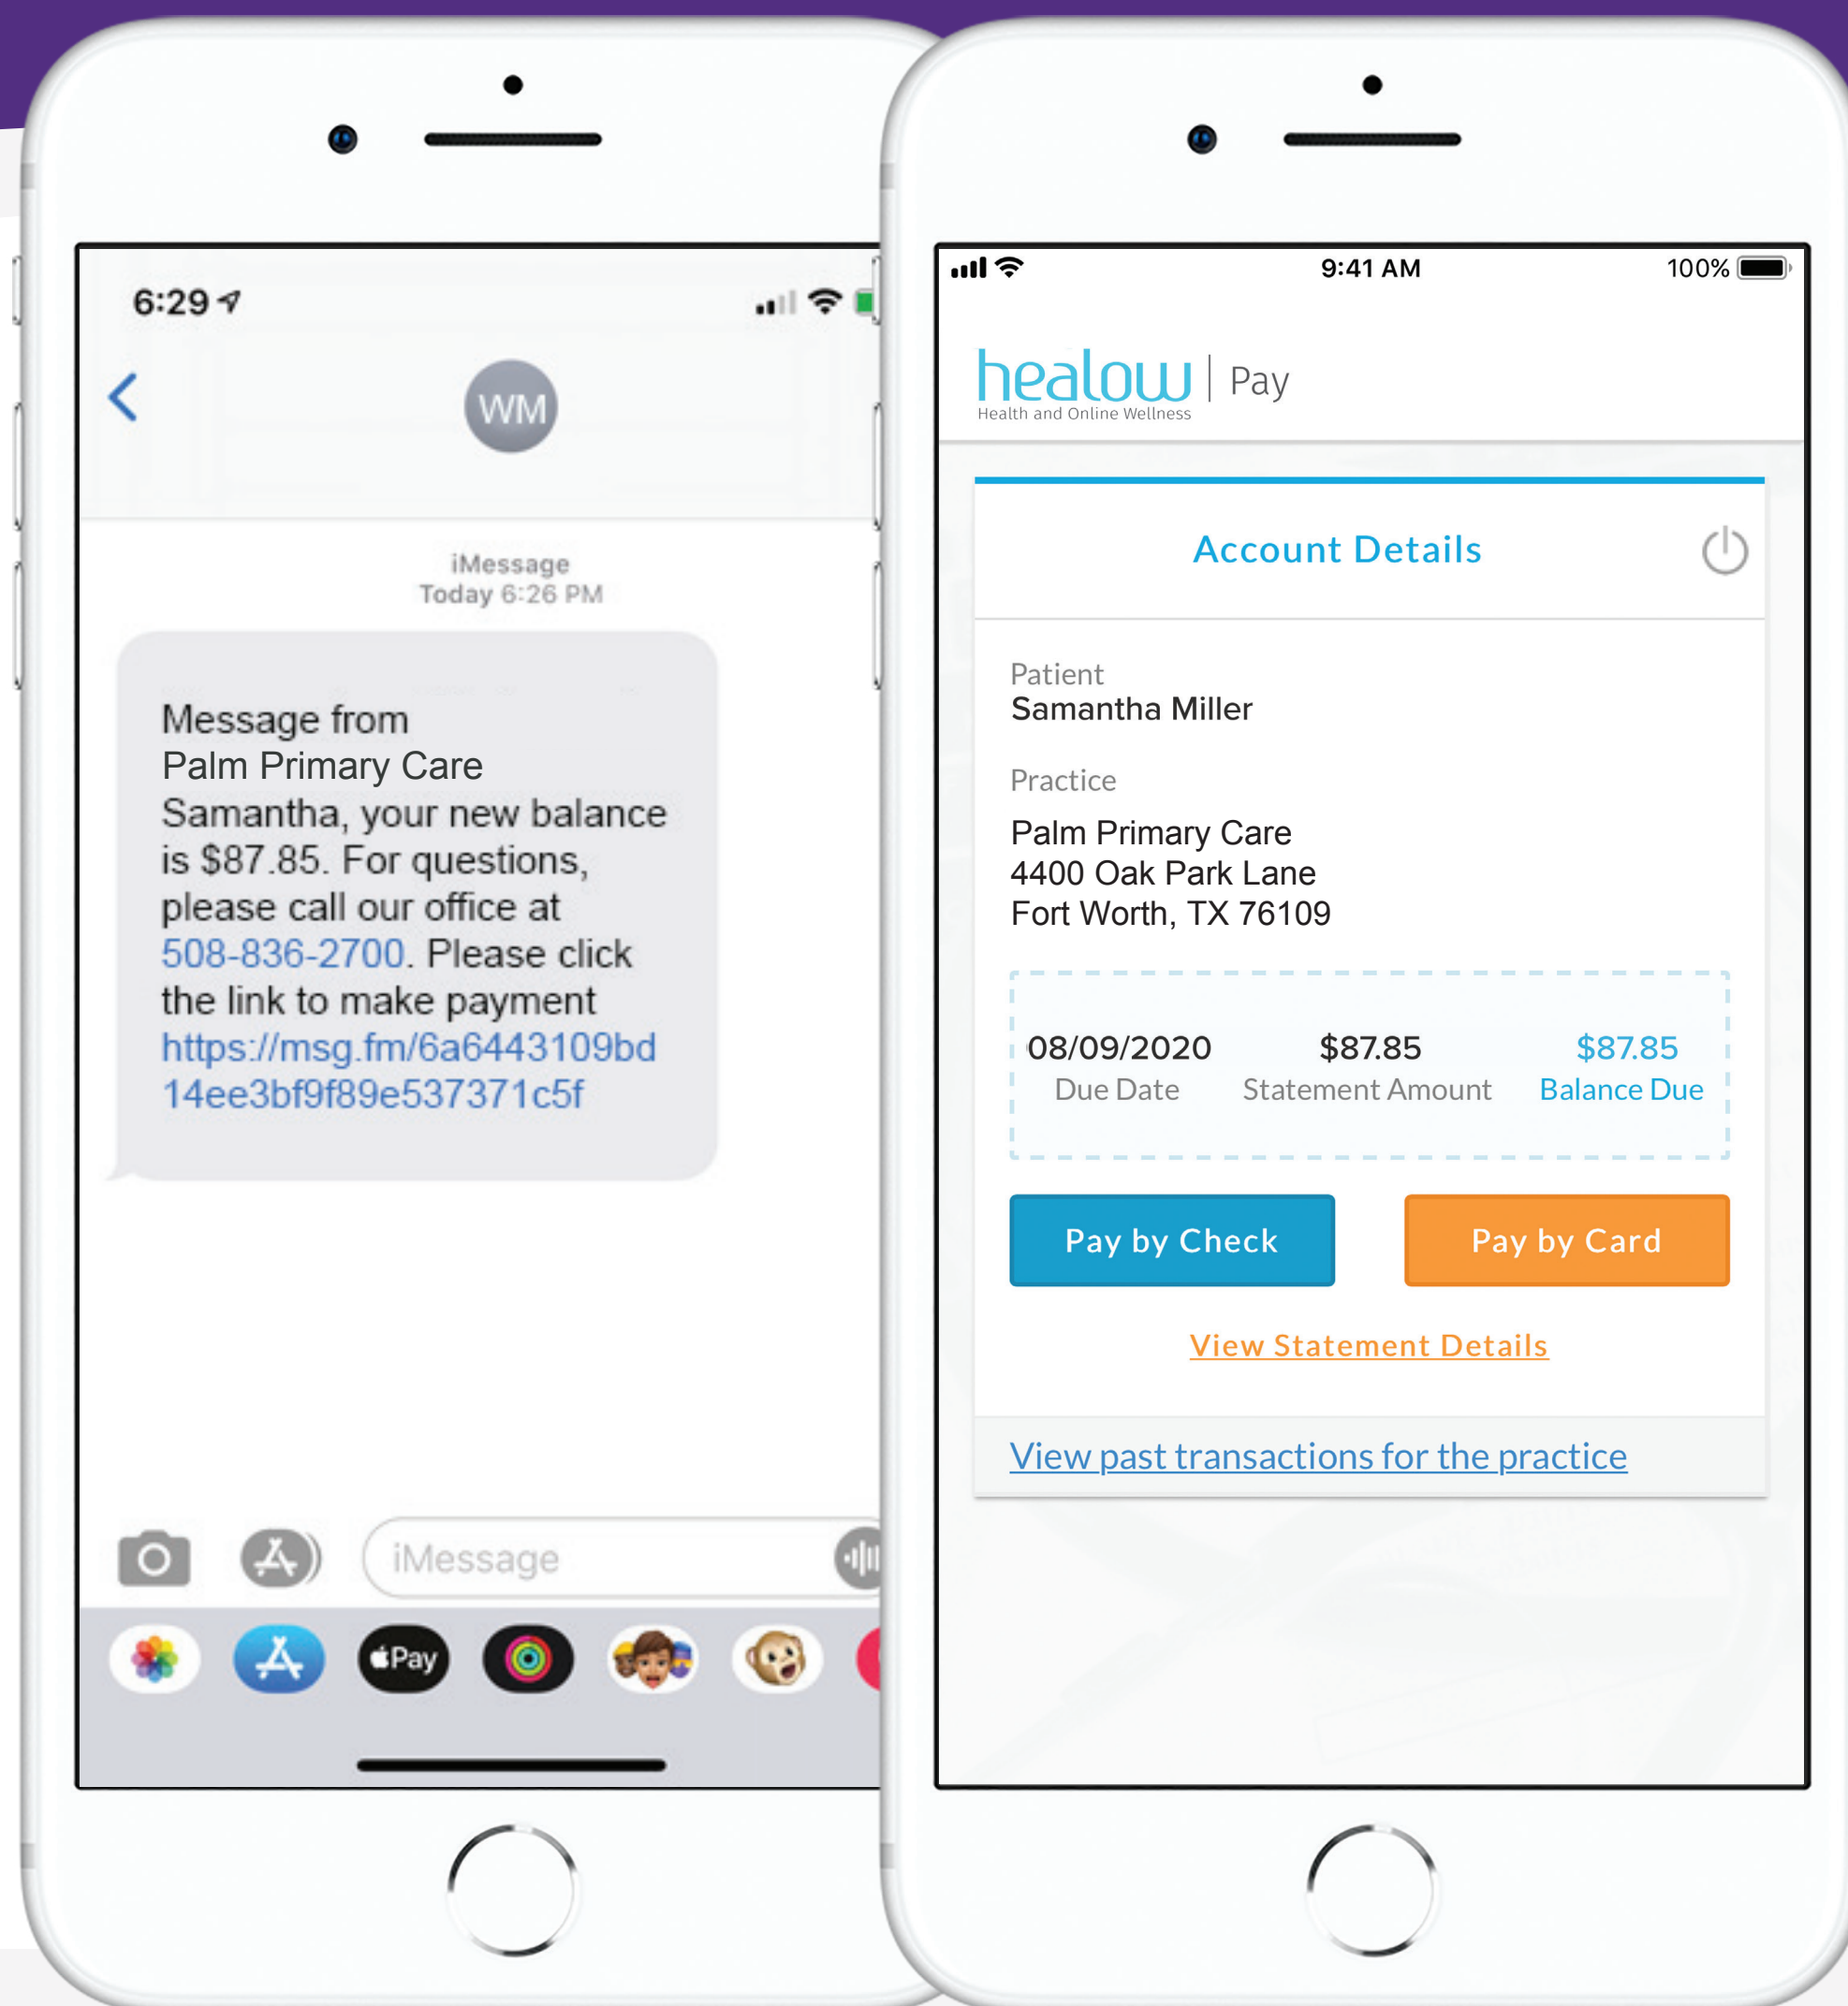 6:29
WM
iMessage
Today 6:26 PM
Message from
Palm Primary Care
Samantha, your new balance
is $87.85. For questions,
please call our office at
508-836-2700. Please click
the link to make payment
https://msg.fm/6a6443109bd
14ee3bf9f89e537371c5f
iMessage
Pay
9:41 AM
100%
healow | Pay
Health and Online Wellness
Account Details
Patient
Samantha Miller
Practice
Palm Primary Care
4400 Oak Park Lane
Fort Worth, TX 76109
08/09/2020 $87.85 $87.85
Due Date Statement Amount Balance Due
Pay by Check Pay by Card
View Statement Details
View past transactions for the practice